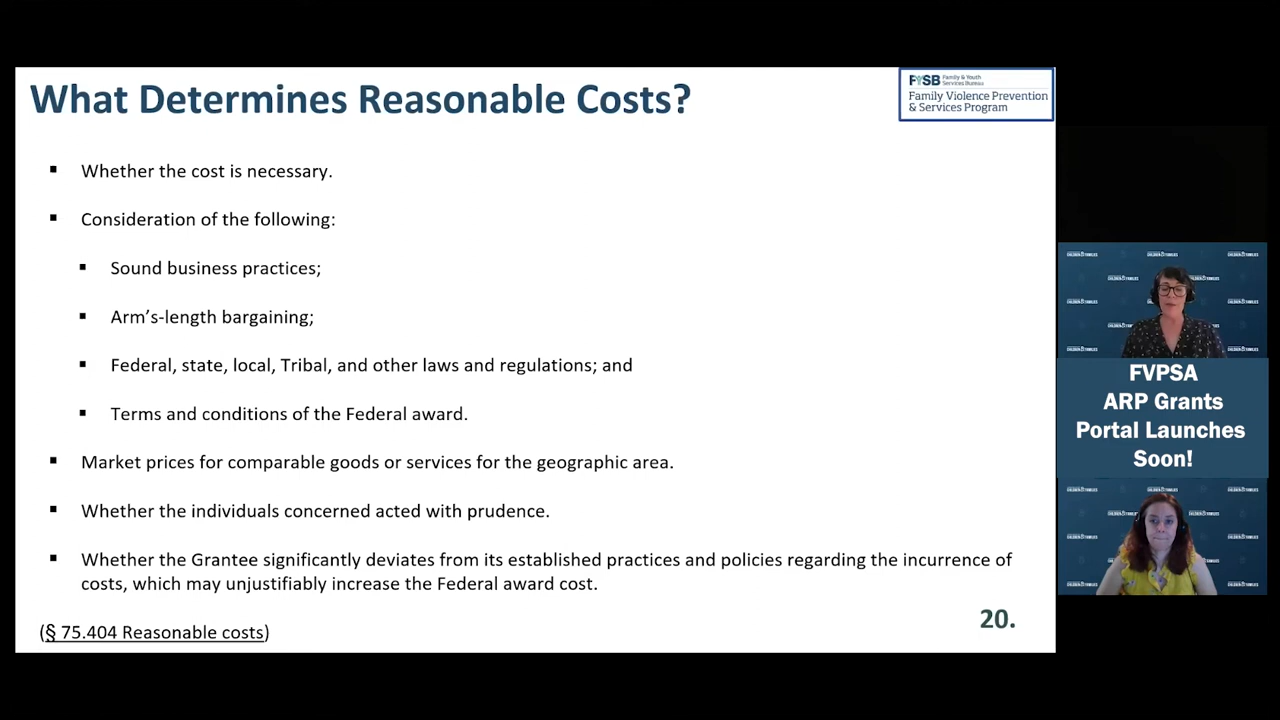 What Determines Reasonable Costs?
FYSB Family & Youth
Services Bureau
Family Violence Prevention
& Services Program
▪ Whether the cost is necessary.
▪ Consideration of the following:
▪ Sound business practices;
▪ Arm's-length bargaining;
▪ Federal, state, local, Tribal, and other laws and regulations; and
▪ Terms and conditions of the Federal award.
▪ Market prices for comparable goods or services for the geographic area.
▪ Whether the individuals concerned acted with prudence.
▪ Whether the Grantee significantly deviates from its established practices and policies regarding the incurrence of
costs, which may unjustifiably increase the Federal award cost.
(§ 75.404 Reasonable costs)
20.
FVPSA
ARP Grants
Portal Launches
Soon!